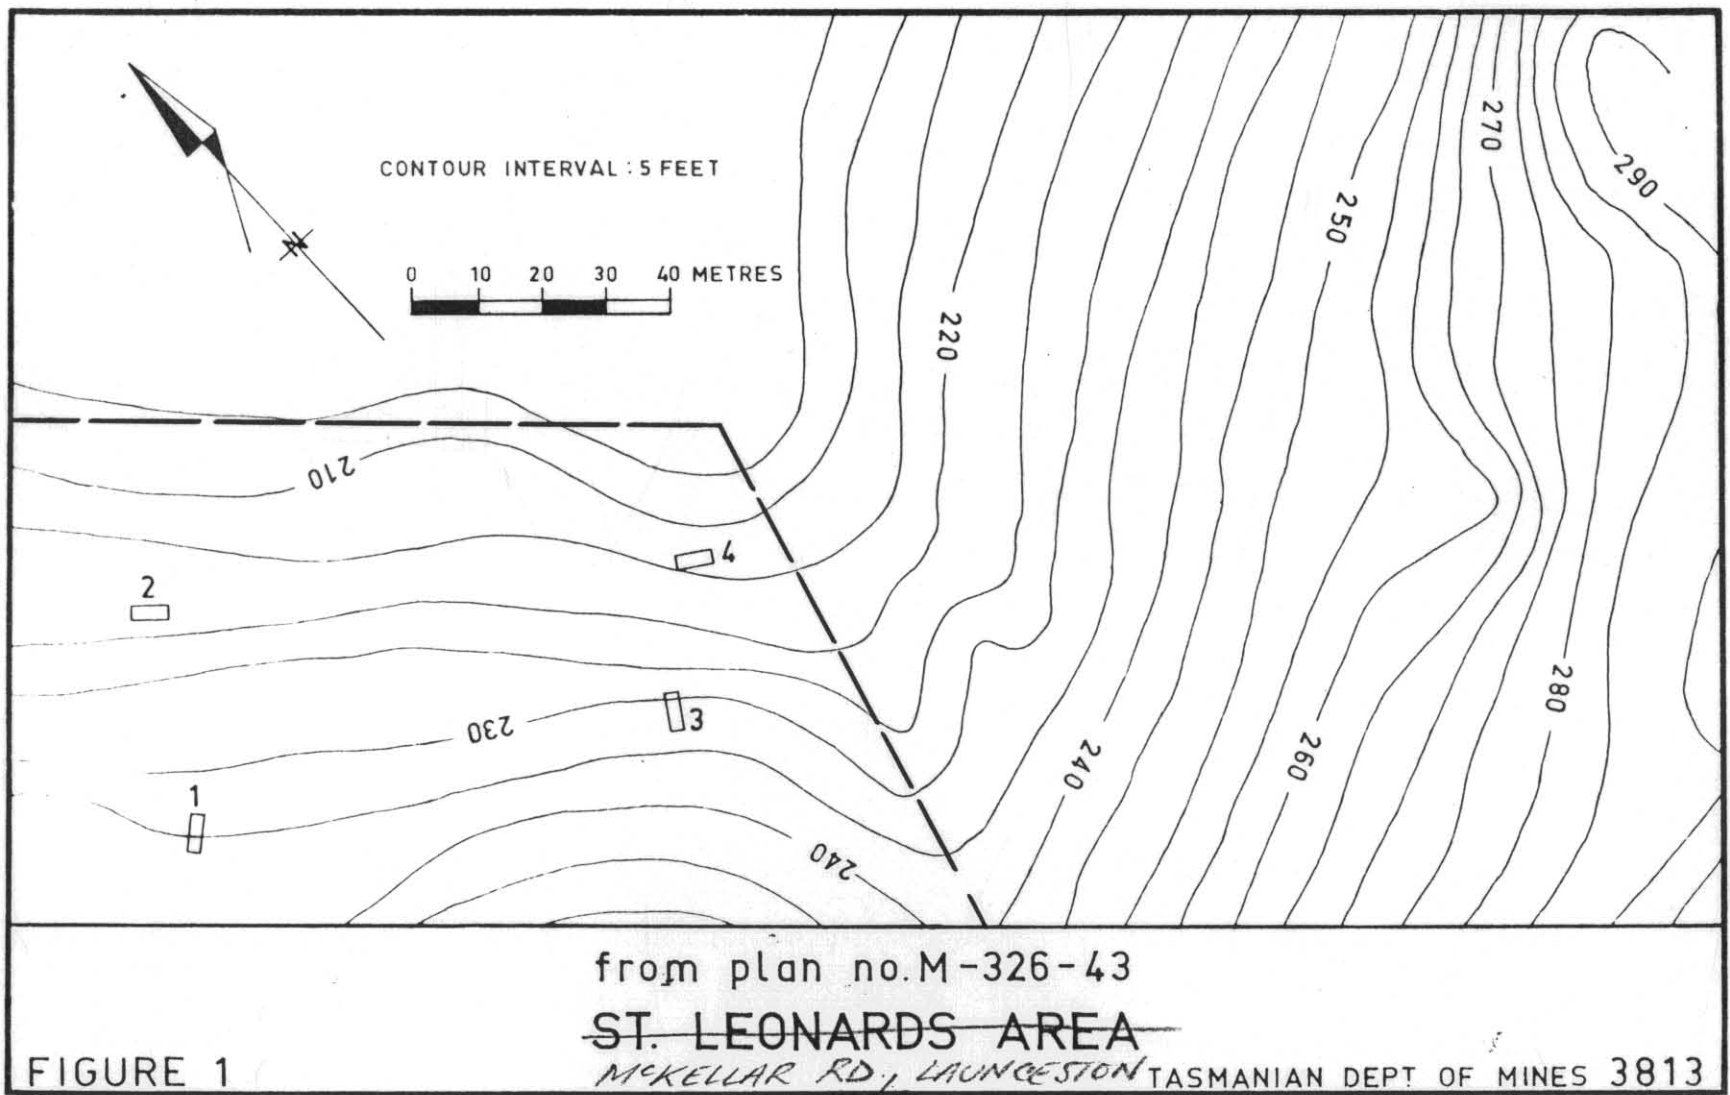 CONTOUR INTERVAL : 5 FEET
N
0 10 20 30 40 METRES
270
290
250
220
210
4
2
3
230
280
1
240
260
240
from plan no. M-326-43
ST. LEONARDS AREA
FIGURE 1
McKELLAR RD., LAUNCESTON
TASMANIAN DEPT OF MINES 3813